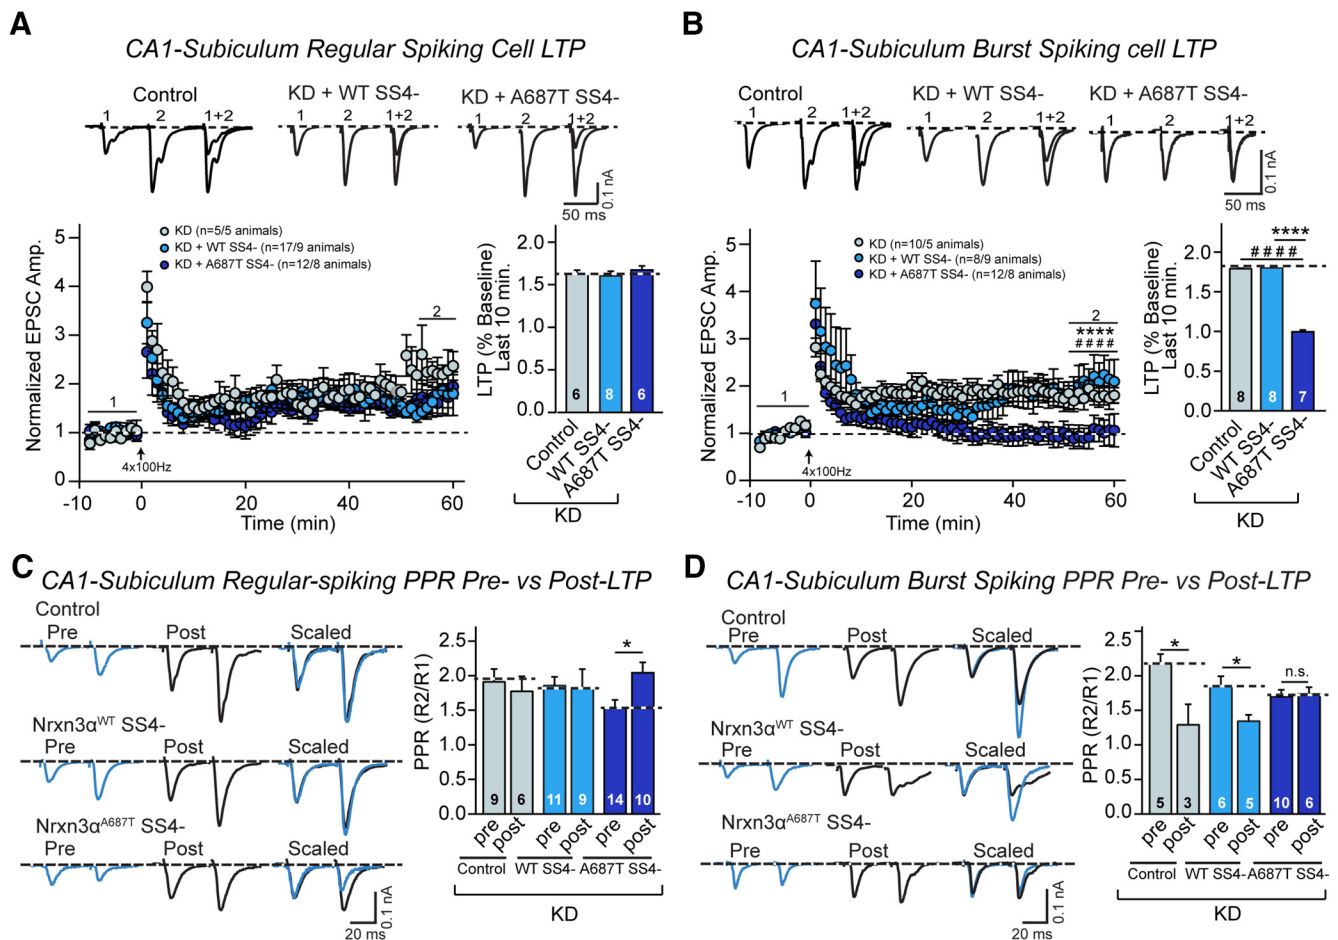 A
CA1-Subiculum Regular Spiking Cell LTP
Control
KD + WT SS4-
KD + A687T SS4-
1 2 1+2
1 2 1+2
1 2 1+2
0.1 nA
50 ms
Normalized EPSC Amp.
5
4
3
2
1
0
KD (n=5/5 animals)
KD + WT SS4- (n=17/9 animals)
KD + A687T SS4- (n=12/8 animals)
1
2
4x100Hz
-10 0 20 40 60
Time (min)
LTP (% Baseline)
Last 10 min.
2.0
1.5
1.0
0.5
0.0
6 8 6
Control
WT SS4-
A687T SS4-
KD
B
CA1-Subiculum Burst Spiking cell LTP
Control
KD + WT SS4-
KD + A687T SS4-
1 2 1+2
1 2 1+2
1 2 1+2
0.1 nA
50 ms
Normalized EPSC Amp.
5
4
3
2
1
0
KD (n=10/5 animals)
KD + WT SS4- (n=8/9 animals)
KD + A687T SS4- (n=12/8 animals)
1
2
****
####
4x100Hz
-10 0 20 40 60
Time (min)
LTP (% Baseline)
Last 10 min.
2.0
1.5
1.0
0.5
0.0
****
####
8 8 7
Control
WT SS4-
A687T SS4-
KD
C
CA1-Subiculum Regular-spiking PPR Pre- vs Post-LTP
Control
Pre Post Scaled
Nrxn3αWT SS4-
Pre Post Scaled
Nrxn3αA687T SS4-
Pre Post Scaled
0.1 nA
20 ms
PPR (R2/R1)
2.5
2.0
1.5
1.0
0.5
0.0
*
9 6 11 9 14 10
pre post pre post pre post
Control WT SS4- A687T SS4-
KD
D
CA1-Subiculum Burst Spiking PPR Pre- vs Post-LTP
Control
Pre Post Scaled
Nrxn3αWT SS4-
Pre Post Scaled
Nrxn3αA687T SS4-
Pre Post Scaled
0.1 nA
20 ms
PPR (R2/R1)
2.5
2.0
1.5
1.0
0.5
0.0
* * n.s.
5 3 6 5 10 6
pre post pre post pre post
Control WT SS4- A687T SS4-
KD